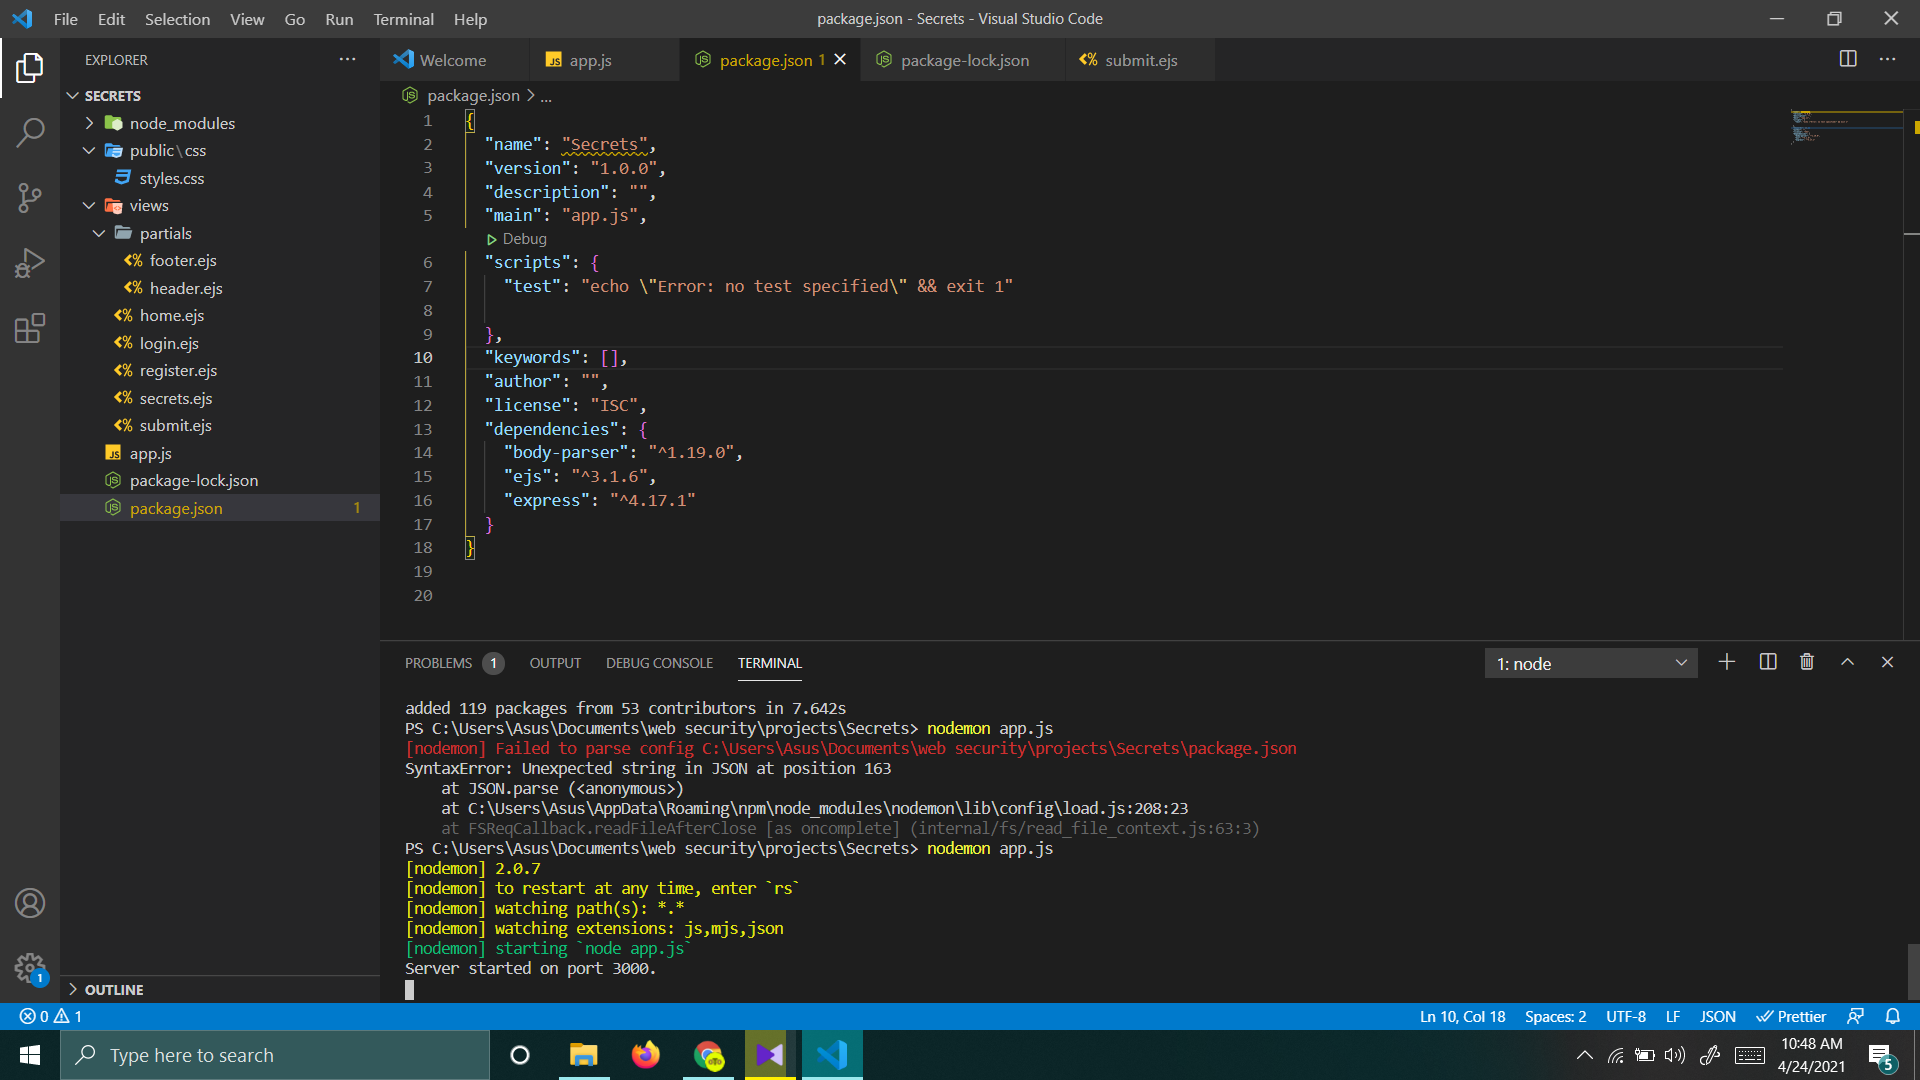 File Edit Selection View Go Run Terminal Help
package.json - Secrets - Visual Studio Code
EXPLORER
SECRETS
node_modules
public\css
styles.css
views
partials
footer.ejs
header.ejs
home.ejs
login.ejs
register.ejs
secrets.ejs
submit.ejs
app.js
package-lock.json
package.json 1
OUTLINE
Welcome
JS app.js
package.json 1
package-lock.json
submit.ejs
package.json > ...
1 {
2 "name": "Secrets",
3 "version": "1.0.0",
4 "description": "",
5 "main": "app.js",
Debug
6 "scripts": {
7 "test": "echo \"Error: no test specified\" && exit 1"
8
9 },
10 "keywords": [],
11 "author": "",
12 "license": "ISC",
13 "dependencies": {
14 "body-parser": "^1.19.0",
15 "ejs": "^3.1.6",
16 "express": "^4.17.1"
17 }
18 }
19
20
PROBLEMS 1 OUTPUT DEBUG CONSOLE TERMINAL
1: node
added 119 packages from 53 contributors in 7.642s
PS C:\Users\Asus\Documents\web security\projects\Secrets> nodemon app.js
[nodemon] Failed to parse config C:\Users\Asus\Documents\web security\projects\Secrets\package.json
SyntaxError: Unexpected string in JSON at position 163
at JSON.parse (<anonymous>)
at C:\Users\Asus\AppData\Roaming\npm\node_modules\nodemon\lib\config\load.js:208:23
at FSReqCallback.readFileAfterClose [as oncomplete] (internal/fs/read_file_context.js:63:3)
PS C:\Users\Asus\Documents\web security\projects\Secrets> nodemon app.js
[nodemon] 2.0.7
[nodemon] to restart at any time, enter `rs`
[nodemon] watching path(s): *.*
[nodemon] watching extensions: js,mjs,json
[nodemon] starting `node app.js`
Server started on port 3000.
1
0 1
Ln 10, Col 18 Spaces: 2 UTF-8 LF JSON Prettier
Type here to search
10:48 AM
4/24/2021
5